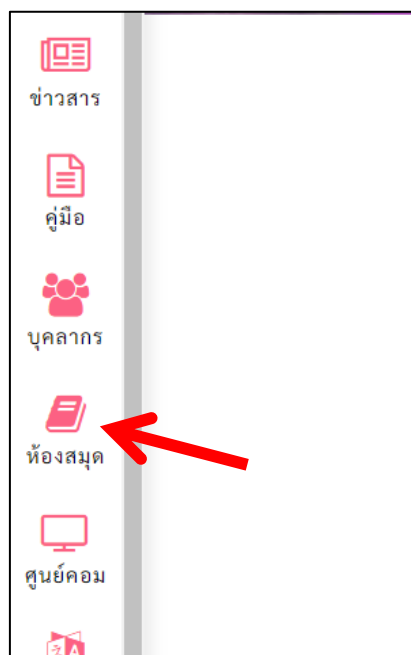 ข่าวสาร
คู่มือ
บุคลากร
ห้องสมุด
ศูนย์คอม